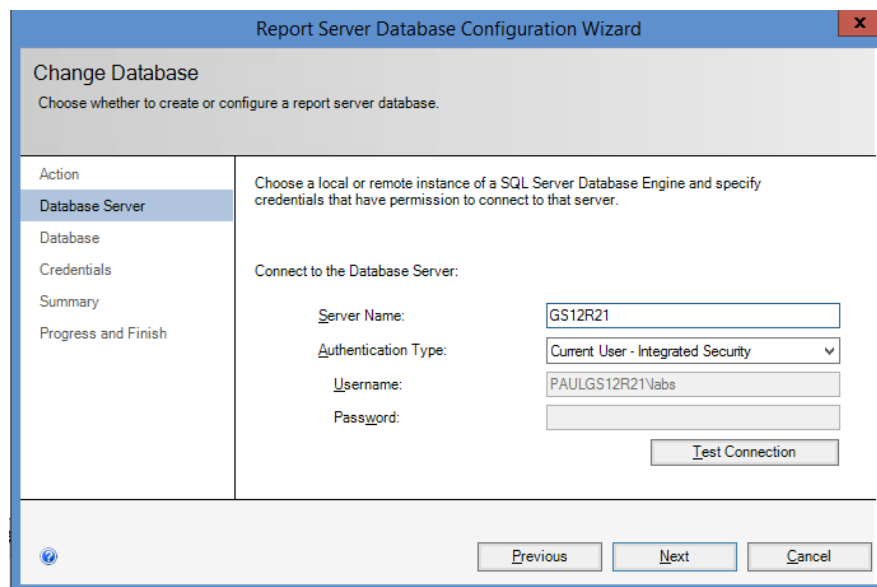 Report Server Database Configuration Wizard
x
Change Database
Choose whether to create or configure a report server database.
Action
Database Server
Database
Credentials
Summary
Progress and Finish
Choose a local or remote instance of a SQL Server Database Engine and specify
credentials that have permission to connect to that server.
Connect to the Database Server:
Server Name: GS12R21
Authentication Type: Current User - Integrated Security
Username: PAULGS12R21\labs
Password:
Test Connection
? Previous Next Cancel